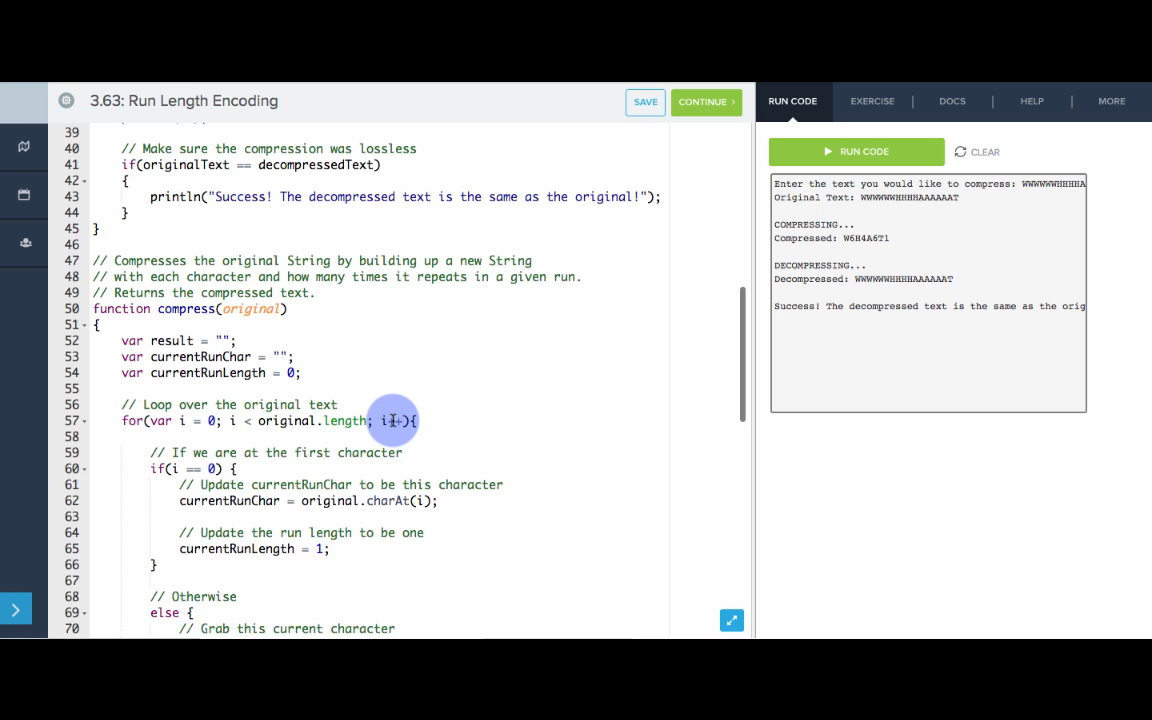 3.63: Run Length Encoding
SAVE
CONTINUE ›
RUN CODE
EXERCISE
DOCS
HELP
MORE
39
40 // Make sure the compression was lossless
41 if(originalText == decompressedText)
42 {
43 println("Success! The decompressed text is the same as the original!");
44 }
45 }
46
47 // Compresses the original String by building up a new String
48 // with each character and how many times it repeats in a given run.
49 // Returns the compressed text.
50 function compress(original)
51 {
52 var result = "";
53 var currentRunChar = "";
54 var currentRunLength = 0;
55
56 // Loop over the original text
57 for(var i = 0; i < original.length; i++){
58
59 // If we are at the first character
60 if(i == 0) {
61 // Update currentRunChar to be this character
62 currentRunChar = original.charAt(i);
63
64 // Update the run length to be one
65 currentRunLength = 1;
66 }
67
68 // Otherwise
69 else {
70 // Grab this current character
RUN CODE
CLEAR
Enter the text you would like to compress: WWWWWWHHHHA
Original Text: WWWWWWHHHHAAAAAAT
COMPRESSING...
Compressed: W6H4A6T1
DECOMPRESSING...
Decompressed: WWWWWWHHHHAAAAAAT
Success! The decompressed text is the same as the orig